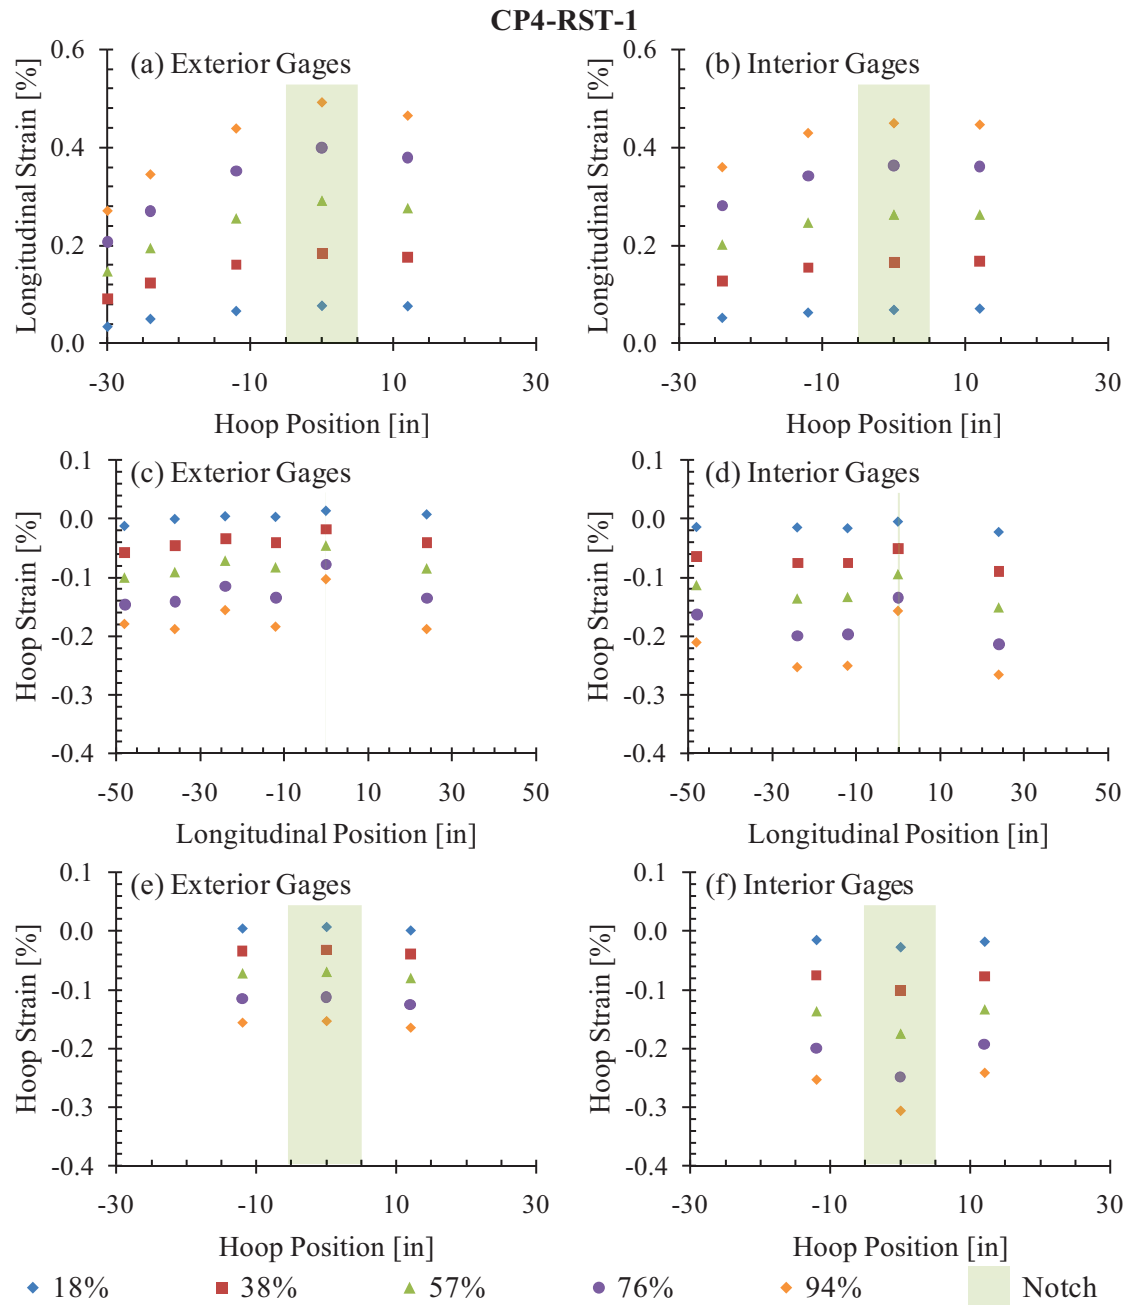 CP4-RST-1
(a) Exterior Gages
Longitudinal Strain [%]
0.6
0.4
0.2
0.0
-30 -10 10 30
Hoop Position [in]
(b) Interior Gages
Longitudinal Strain [%]
0.6
0.4
0.2
0.0
-30 -10 10 30
Hoop Position [in]
(c) Exterior Gages
Hoop Strain [%]
0.1
0.0
-0.1
-0.2
-0.3
-0.4
-50 -30 -10 10 30 50
Longitudinal Position [in]
(d) Interior Gages
Hoop Strain [%]
0.1
0.0
-0.1
-0.2
-0.3
-0.4
-50 -30 -10 10 30 50
Longitudinal Position [in]
(e) Exterior Gages
Hoop Strain [%]
0.1
0.0
-0.1
-0.2
-0.3
-0.4
-30 -10 10 30
Hoop Position [in]
(f) Interior Gages
Hoop Strain [%]
0.1
0.0
-0.1
-0.2
-0.3
-0.4
-30 -10 10 30
Hoop Position [in]
18% 38% 57% 76% 94% Notch